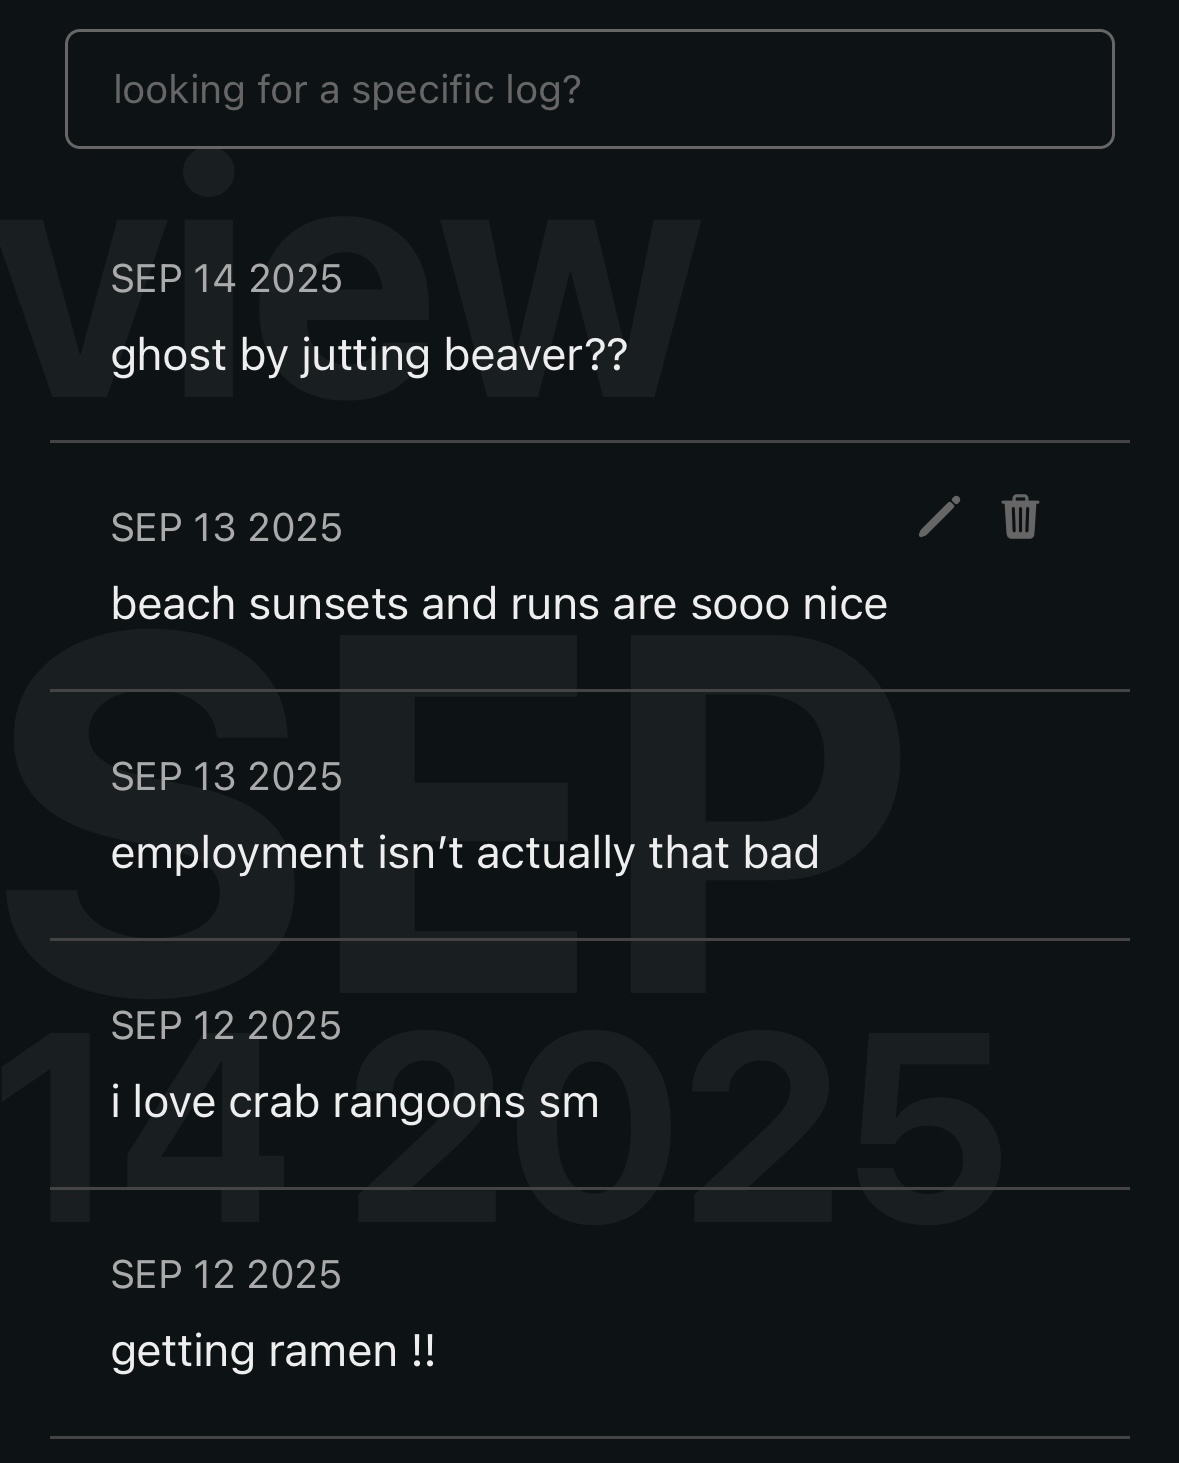 looking for a specific log?
view
SEP 14 2025
ghost by jutting beaver??
SEP 13 2025
beach sunsets and runs are sooo nice
SEP
SEP 13 2025
employment isn’t actually that bad
SEP 12 2025
14 2025
i love crab rangoons sm
SEP 12 2025
getting ramen !!